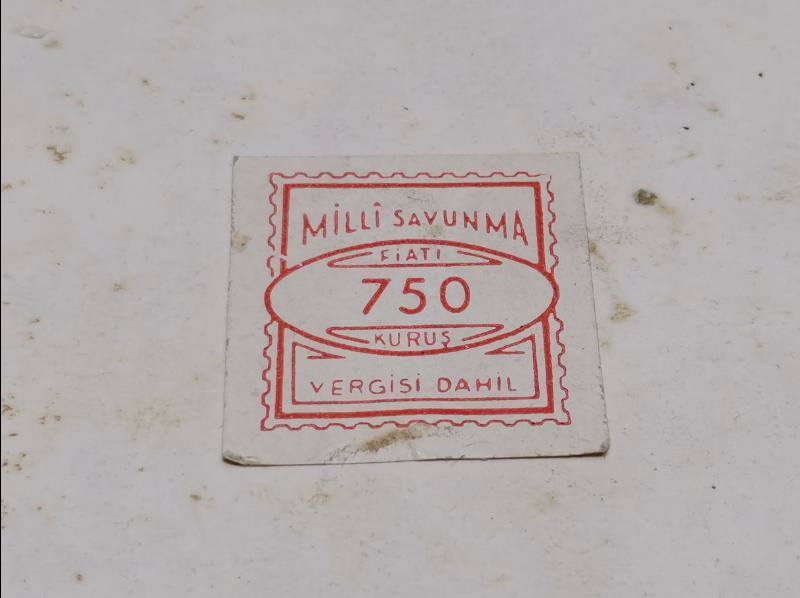 MİLLÎ SAVUNMA
FİATI
750
KURUŞ
VERGİSİ DAHİL